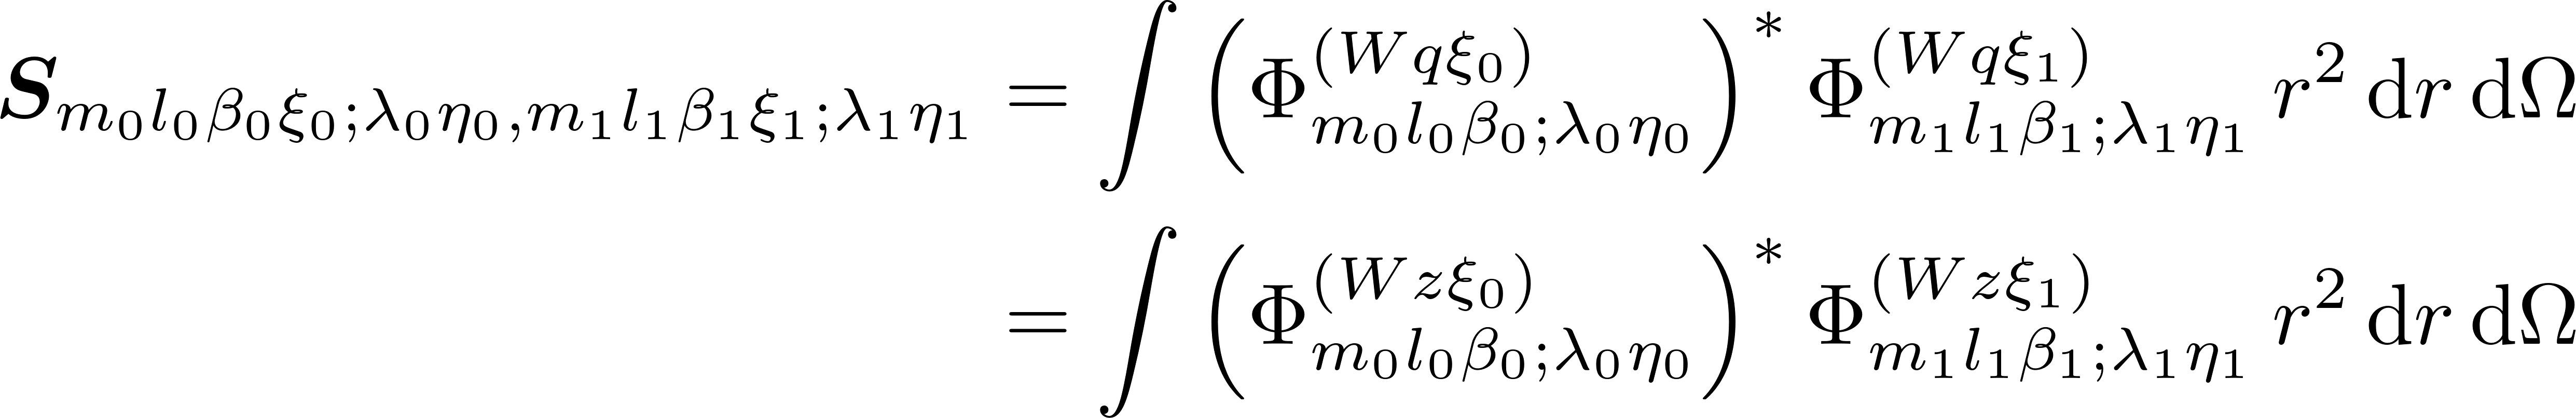 $\boldsymbol{S}_{m_0 l_0 \beta_0 \xi_0; \lambda_0 \eta_0, m_1 l_1 \beta_1 \xi_1; \lambda_1 \eta_1} = \int \left( \Phi^{(Wq\xi_0)}_{m_0 l_0 \beta_0; \lambda_0 \eta_0} \right)^* \Phi^{(Wq\xi_1)}_{m_1 l_1 \beta_1; \lambda_1 \eta_1} \, r^2 \, \mathrm{d}r \, \mathrm{d}\Omega$
$= \int \left( \Phi^{(Wz\xi_0)}_{m_0 l_0 \beta_0; \lambda_0 \eta_0} \right)^* \Phi^{(Wz\xi_1)}_{m_1 l_1 \beta_1; \lambda_1 \eta_1} \, r^2 \, \mathrm{d}r \, \mathrm{d}\Omega$